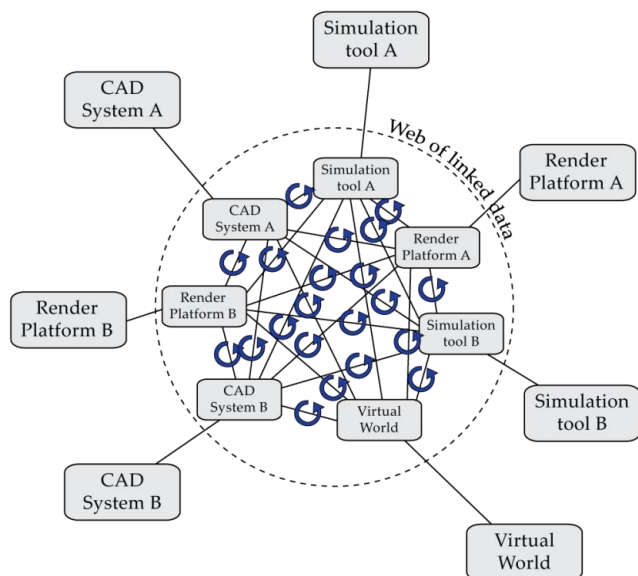 Simulation
tool A
CAD
System A
Web of linked data
Render
Platform A
Simulation
tool A
CAD
System A
Render
Platform A
Render
Platform B
Render
Platform B
Simulation
tool B
CAD
System B
Virtual
World
Simulation
tool B
CAD
System B
Virtual
World